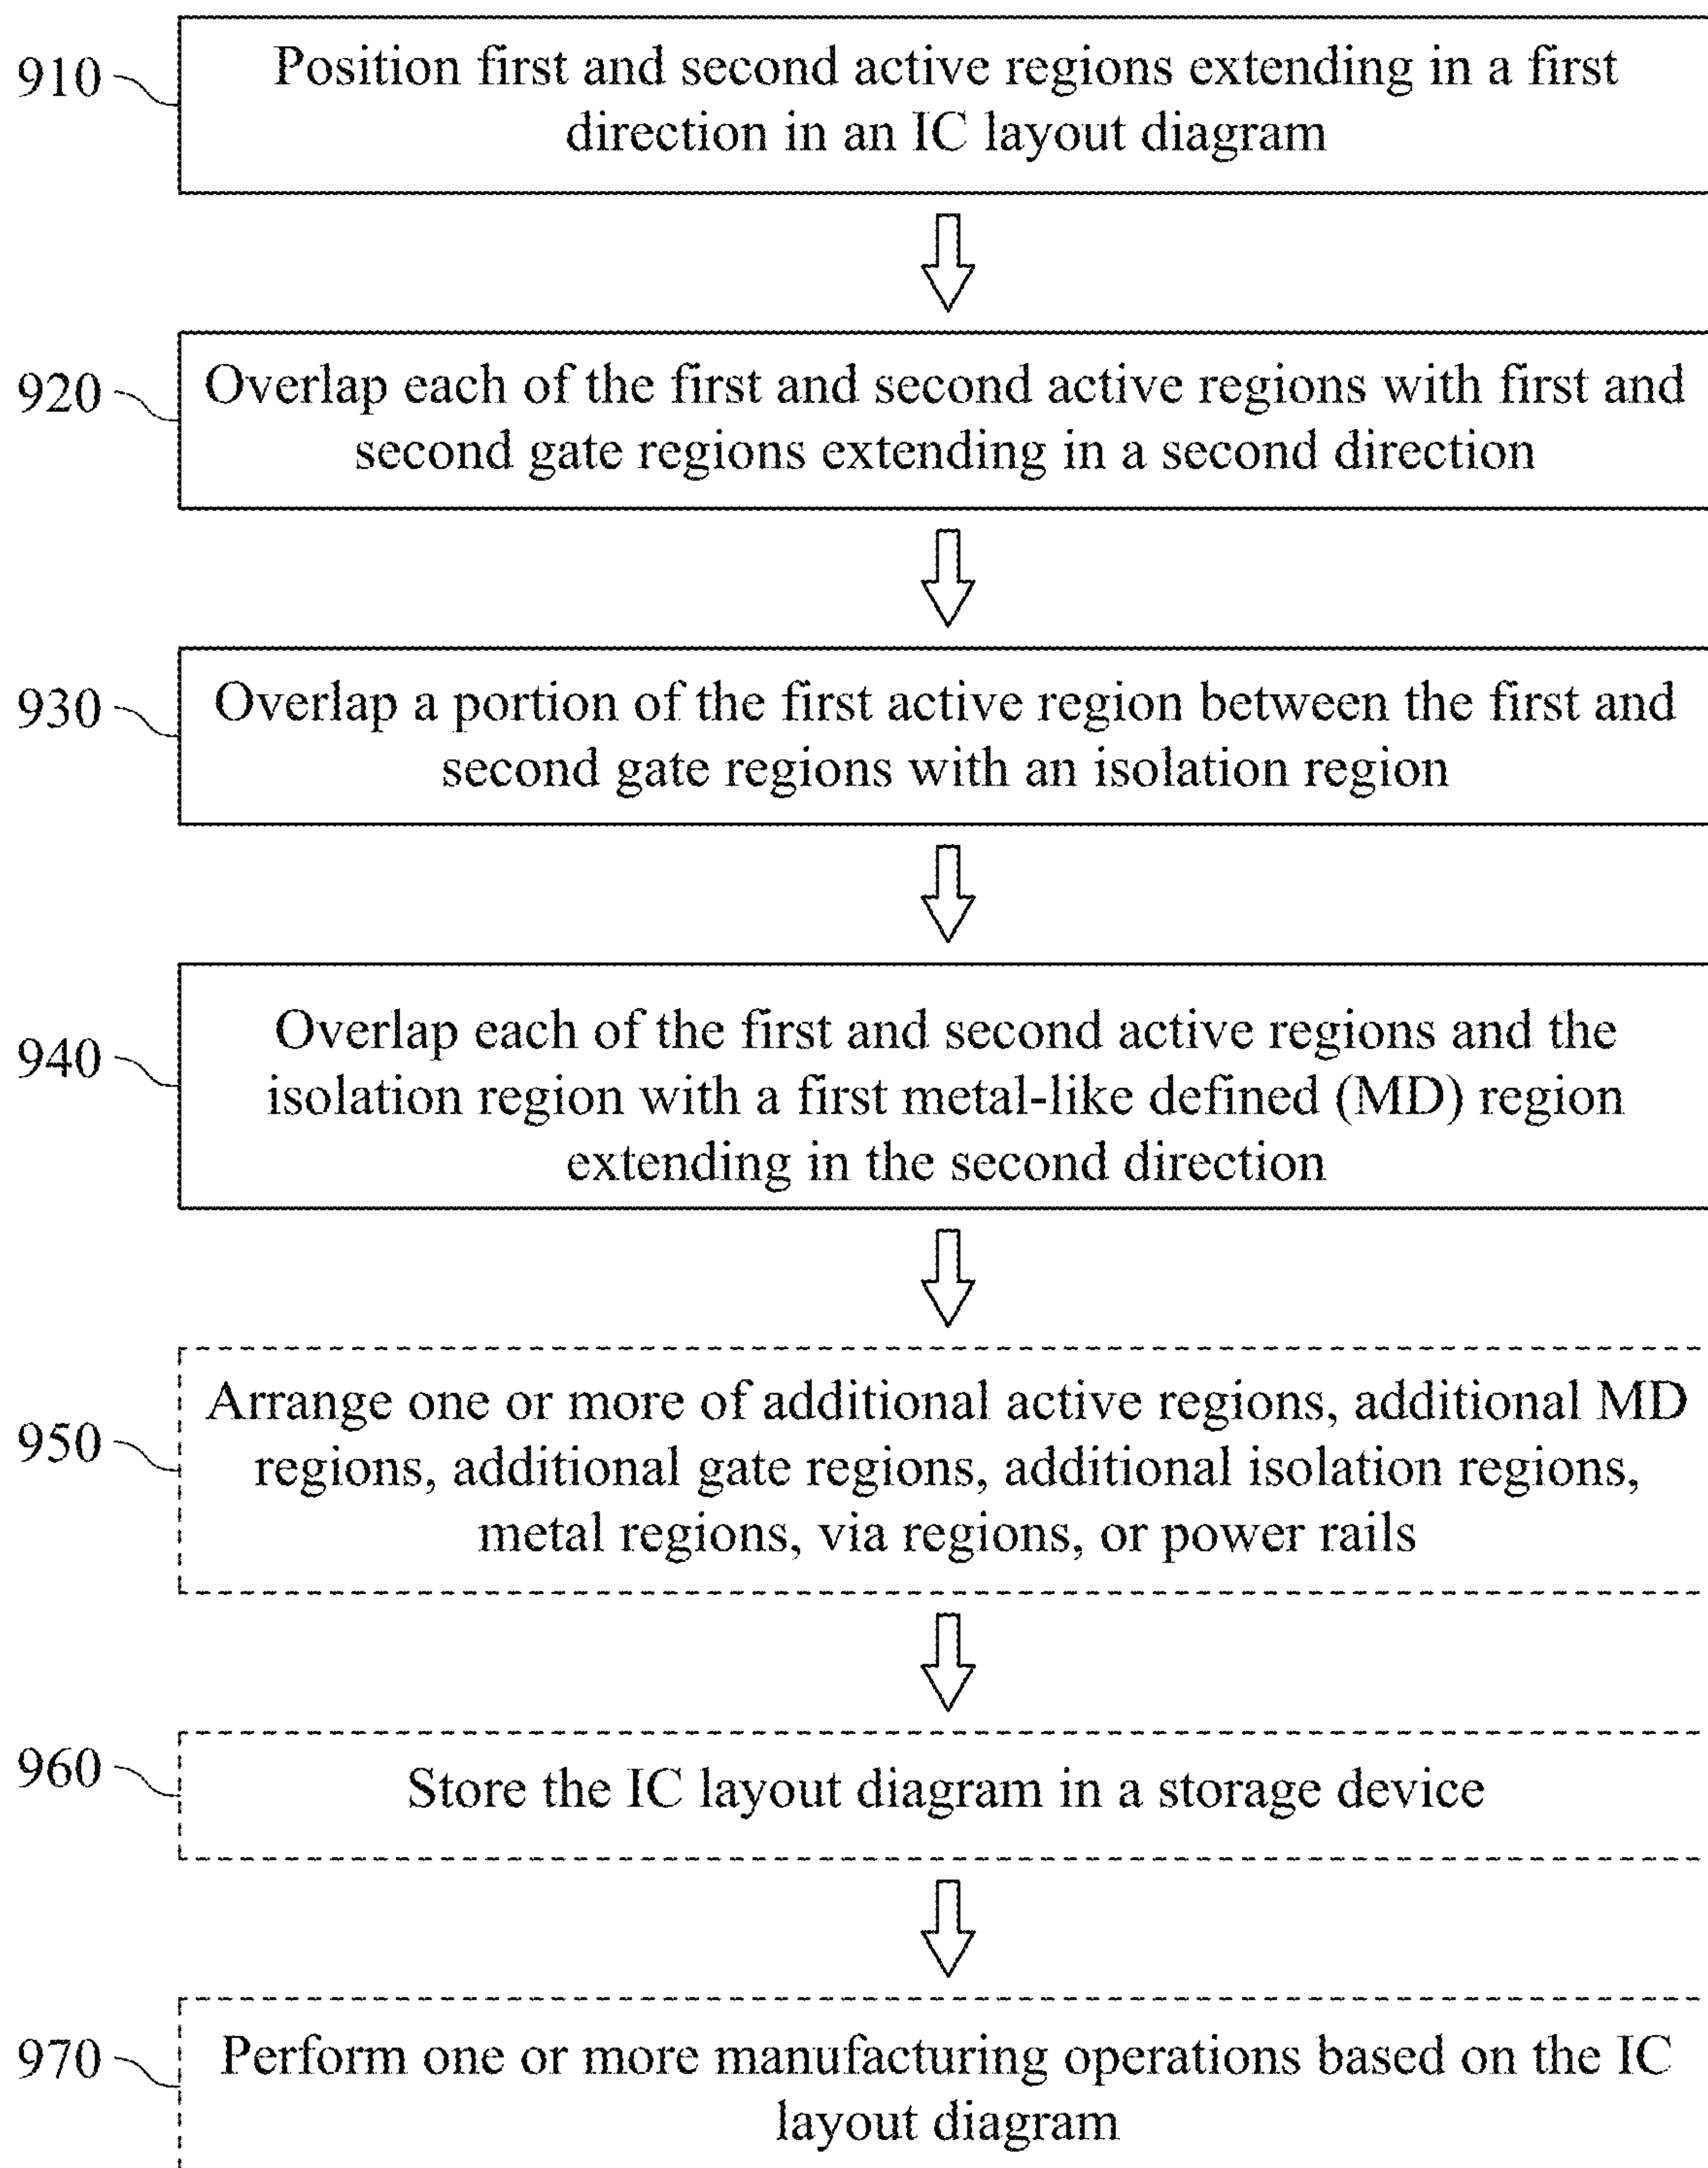 910
Position first and second active regions extending in a first
direction in an IC layout diagram
920
Overlap each of the first and second active regions with first and
second gate regions extending in a second direction
930
Overlap a portion of the first active region between the first and
second gate regions with an isolation region
940
Overlap each of the first and second active regions and the
isolation region with a first metal-like defined (MD) region
extending in the second direction
950
Arrange one or more of additional active regions, additional MD
regions, additional gate regions, additional isolation regions,
metal regions, via regions, or power rails
960
Store the IC layout diagram in a storage device
970
Perform one or more manufacturing operations based on the IC
layout diagram